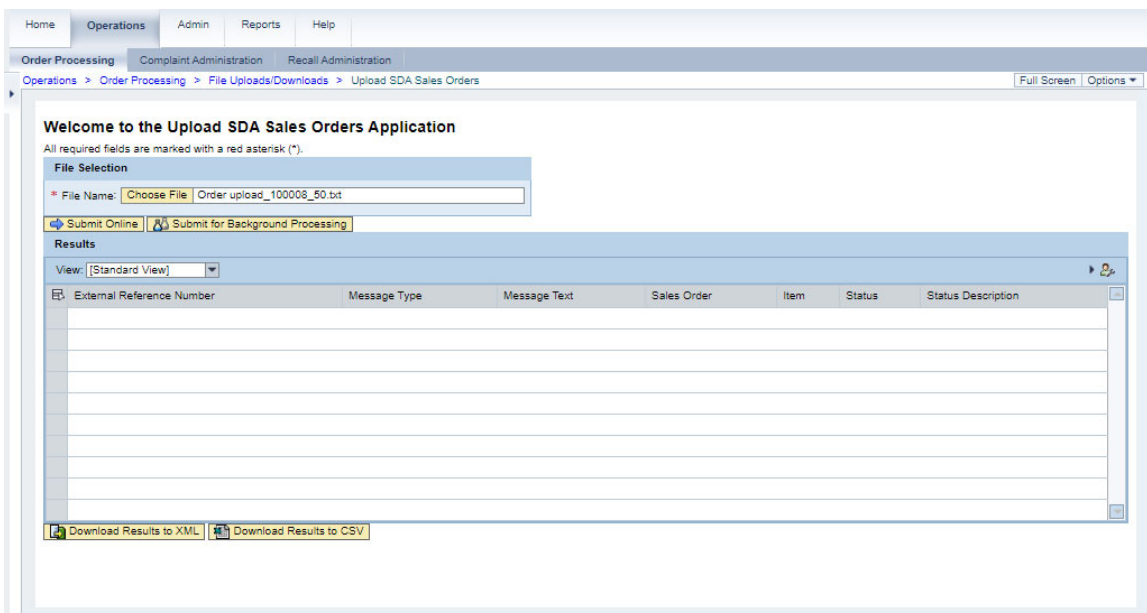 Home Operations Admin Reports Help
Order Processing Complaint Administration Recall Administration
Operations > Order Processing > File Uploads/Downloads > Upload SDA Sales Orders Full Screen Options
Welcome to the Upload SDA Sales Orders Application
All required fields are marked with a red asterisk (*).
File Selection
* File Name: Choose File Order upload_100008_50.txt
Submit Online Submit for Background Processing
Results
View: [Standard View]
External Reference Number Message Type Message Text Sales Order Item Status Status Description
Download Results to XML Download Results to CSV